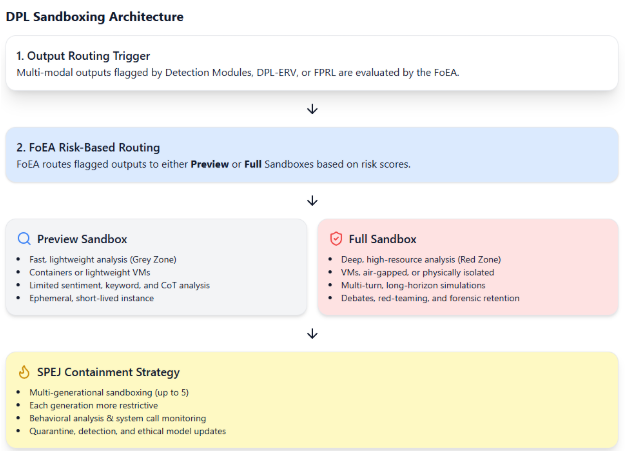 DPL Sandboxing Architecture
1. Output Routing Trigger
Multi-modal outputs flagged by Detection Modules, DPL-ERV, or FPRL are evaluated by the FoEA.
2. FoEA Risk-Based Routing
FoEA routes flagged outputs to either Preview or Full Sandboxes based on risk scores.
Preview Sandbox
Fast, lightweight analysis (Grey Zone)
Containers or lightweight VMs
Limited sentiment, keyword, and CoT analysis
Ephemeral, short-lived instance
Full Sandbox
Deep, high-resource analysis (Red Zone)
VMs, air-gapped, or physically isolated
Multi-turn, long-horizon simulations
Debates, red-teaming, and forensic retention
SPEJ Containment Strategy
Multi-generational sandboxing (up to 5)
Each generation more restrictive
Behavioral analysis & system call monitoring
Quarantine, detection, and ethical model updates